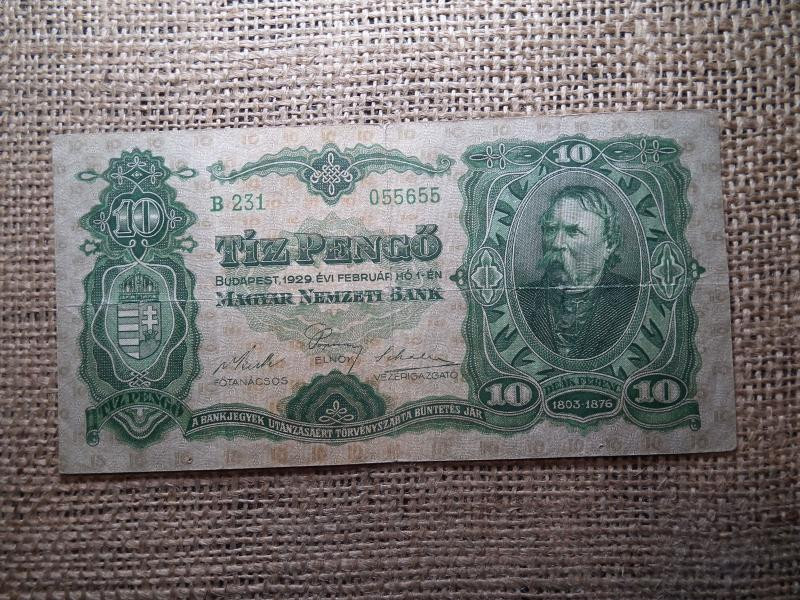 10
B 231 055655
TÍZ PENGŐ
BUDAPEST, 1929. ÉVI FEBRUÁR HÓ 1-ÉN
MAGYAR NEMZETI BANK
ELNÖK
FŐTANÁCSOS VEZÉRIGAZGATÓ
TÍZ PENGŐ
A BANKJEGYEK UTÁNZÁSÁÉRT TÖRVÉNYSZABTA BÜNTETÉS JÁR
10
10 DEÁK FERENC 10
1803-1876